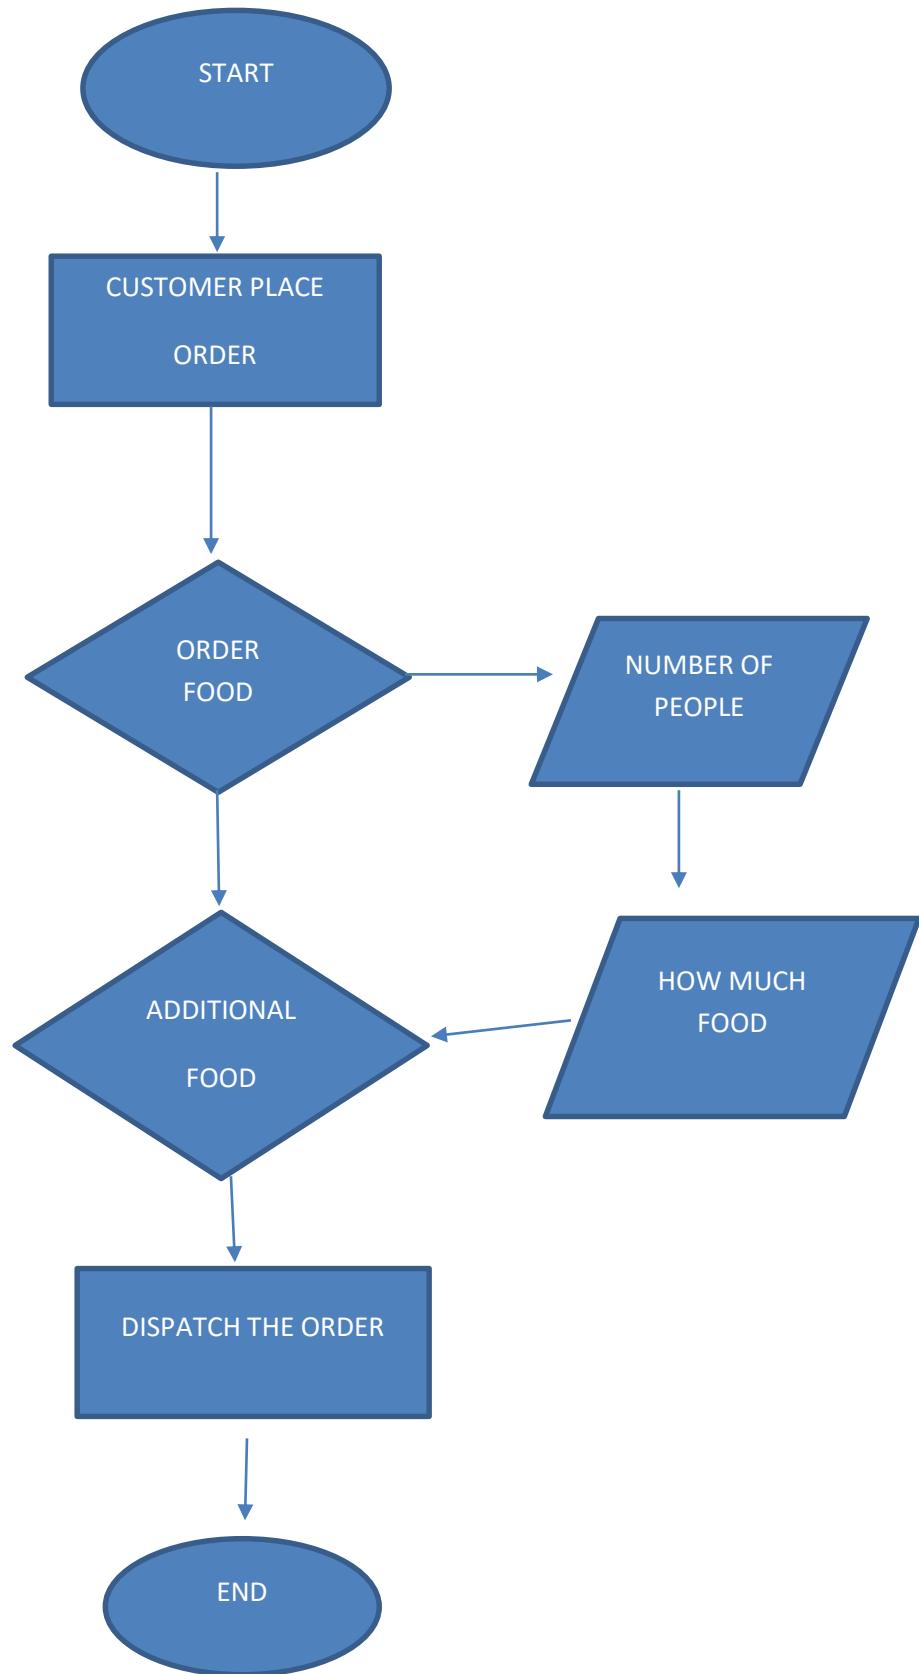 START
CUSTOMER PLACE
ORDER
ORDER
FOOD
NUMBER OF
PEOPLE
ADDITIONAL
FOOD
HOW MUCH
FOOD
DISPATCH THE ORDER
END